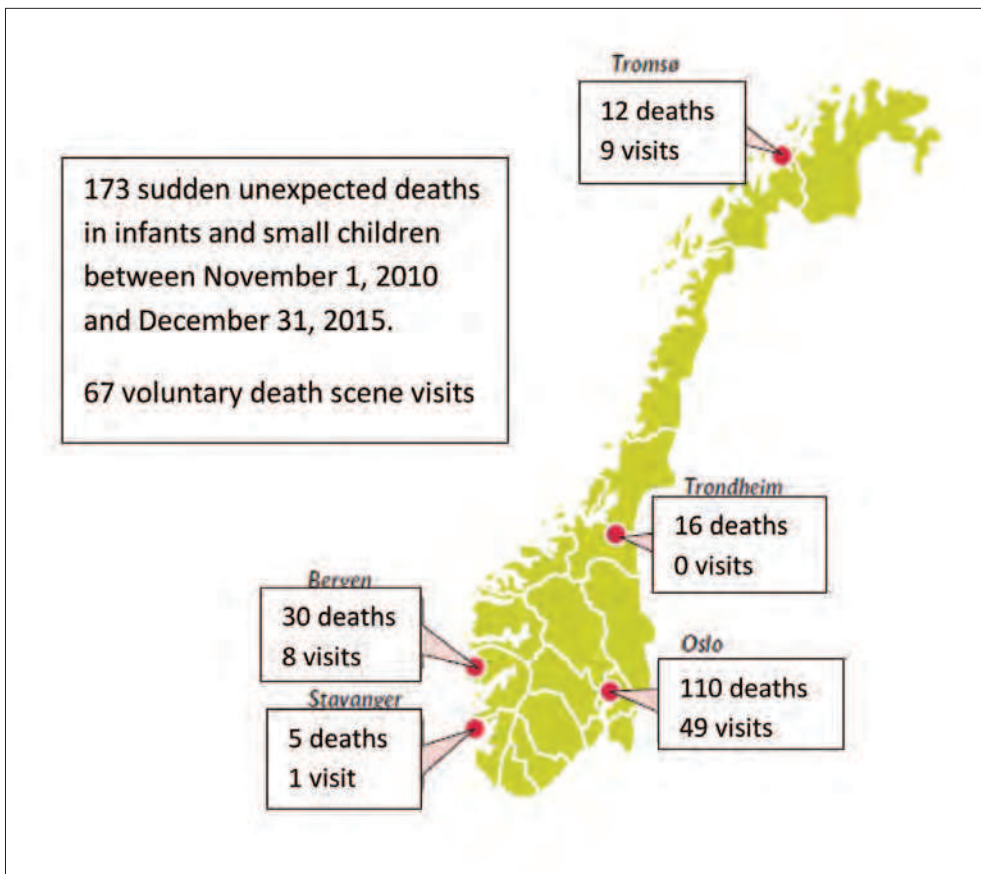 Tromsø
12 deaths
9 visits
173 sudden unexpected deaths
in infants and small children
between November 1, 2010
and December 31, 2015.
67 voluntary death scene visits
Trondheim
16 deaths
0 visits
Bergen
30 deaths
8 visits
Oslo
110 deaths
49 visits
Stavanger
5 deaths
1 visit